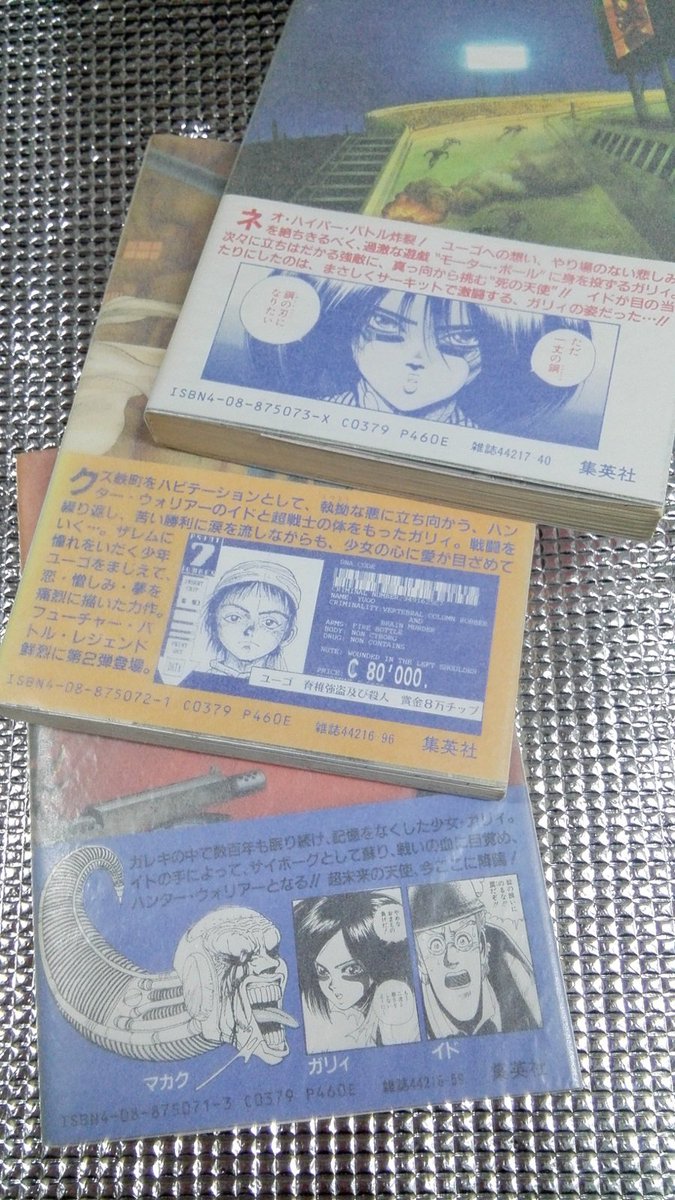 ネオ・ハイパー・バトル炸裂! ユーゴへの想い、やり場のない悲しみ
を絶ちきるべく、過激な遊戯“モーター・ボール”に身を投ずるガリィ。
次々に立ちはだかる強敵に、真っ向から挑む“死の天使”!! イドが目の当
たりにしたのは、まさしくサーキットで激闘する、ガリィの姿だった…!!
ただ
一丈の鋼…
鋼の刃に
なりたい
ISBN4-08-875073-X C0379 P460E 雑誌44217-40 集英社
クズ鉄町をハビテーションとして、執拗な悪に立ち向かう、ハン
ター・ウォリアーのイドと超戦士の体をもったガリィ。戦闘を
繰り返し、苦い勝利に涙を流しながらも、少女の心に愛が目ざめて
いく…。ザレムに
憧れをいだく少年
ユーゴをまじえて、
恋・憎しみ・夢を
痛烈に描いた力作。
フューチャー・バ
トル・レジェンド
鮮烈に第2弾登場。
DNA CODE
NAME: YUGO
CRIMINALITY:VERTEBRAL COLUMN ROBBER
AND
BRAIN MURDER
ARMS: FIRE BOTTLE
BODY: NON CYBORG
DRUG: NON CONTAINS
NOTE: WOUNDED IN THE LEFT SHOULDER
PRICE: C 80'000.
ユーゴ 脊椎強盗及び殺人 賞金8万チップ
ISBN4-08-875072-1 C0379 P460E 雑誌44216-96 集英社
ガレキの中で数百年も眠り続け、記憶をなくした少女・ガリィ。
イドの手によって、サイボーグとして蘇り、戦いの血に目覚め、
ハンター・ウォリアーとなる!! 超未来の天使、今ここに降臨!
マカク
ガリィ
イド
ISBN4-08-875071-3 C0379 P460E 雑誌44216-69 集英社